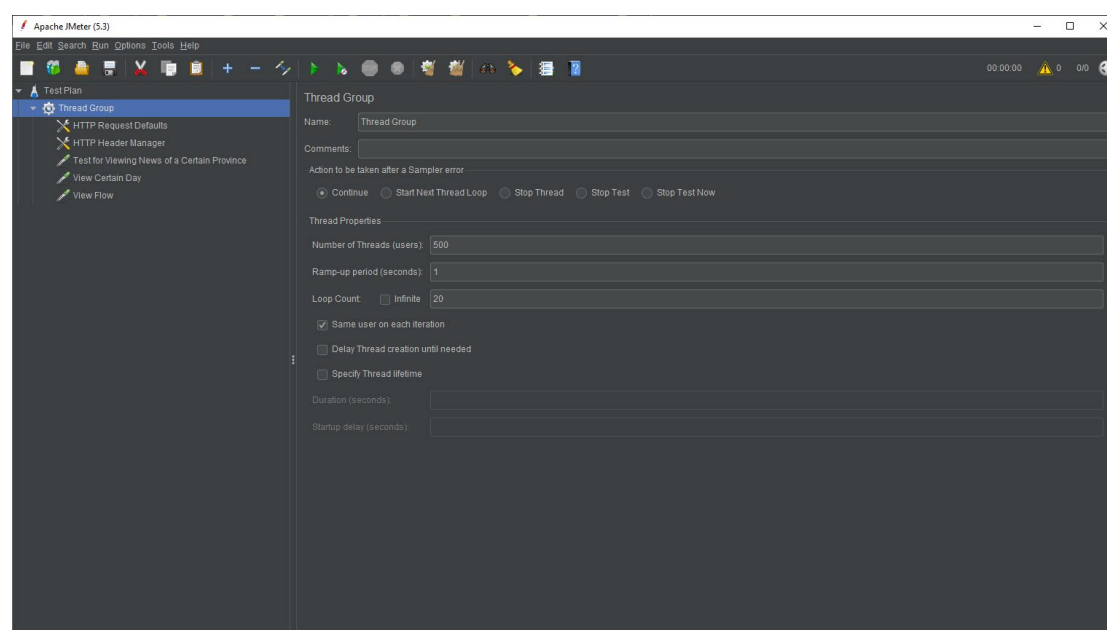 Apache JMeter (5.3)
File Edit Search Run Options Tools Help
00:00:00 0 0/0
Test Plan
Thread Group
HTTP Request Defaults
HTTP Header Manager
Test for Viewing News of a Certain Province
View Certain Day
View Flow
Thread Group
Name: Thread Group
Comments:
Action to be taken after a Sampler error
Continue Start Next Thread Loop Stop Thread Stop Test Stop Test Now
Thread Properties
Number of Threads (users): 500
Ramp-up period (seconds): 1
Loop Count: Infinite 20
Same user on each iteration
Delay Thread creation until needed
Specify Thread lifetime
Duration (seconds):
Startup delay (seconds):